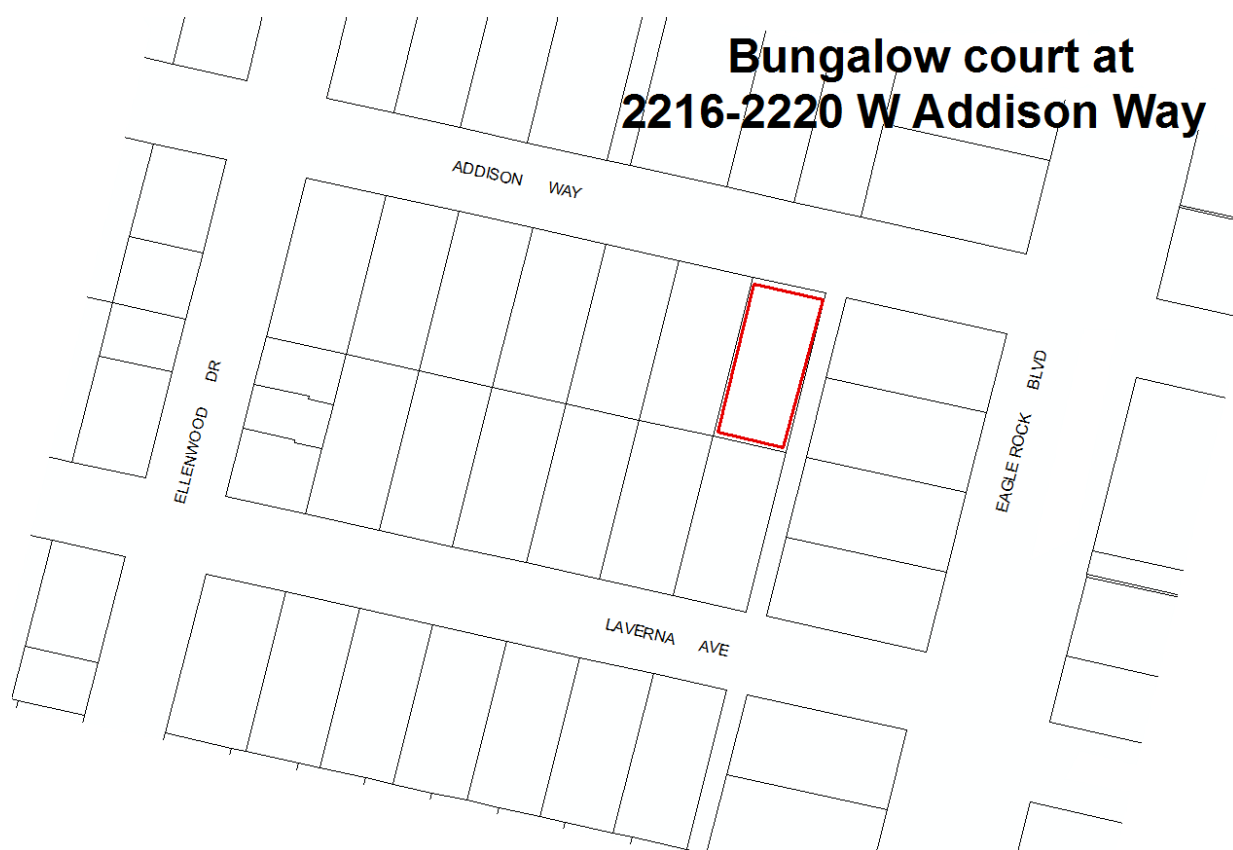 Bungalow court at
2216-2220 W Addison Way
ADDISON WAY
ELLENWOOD DR
EAGLE ROCK BLVD
LAVERNA AVE